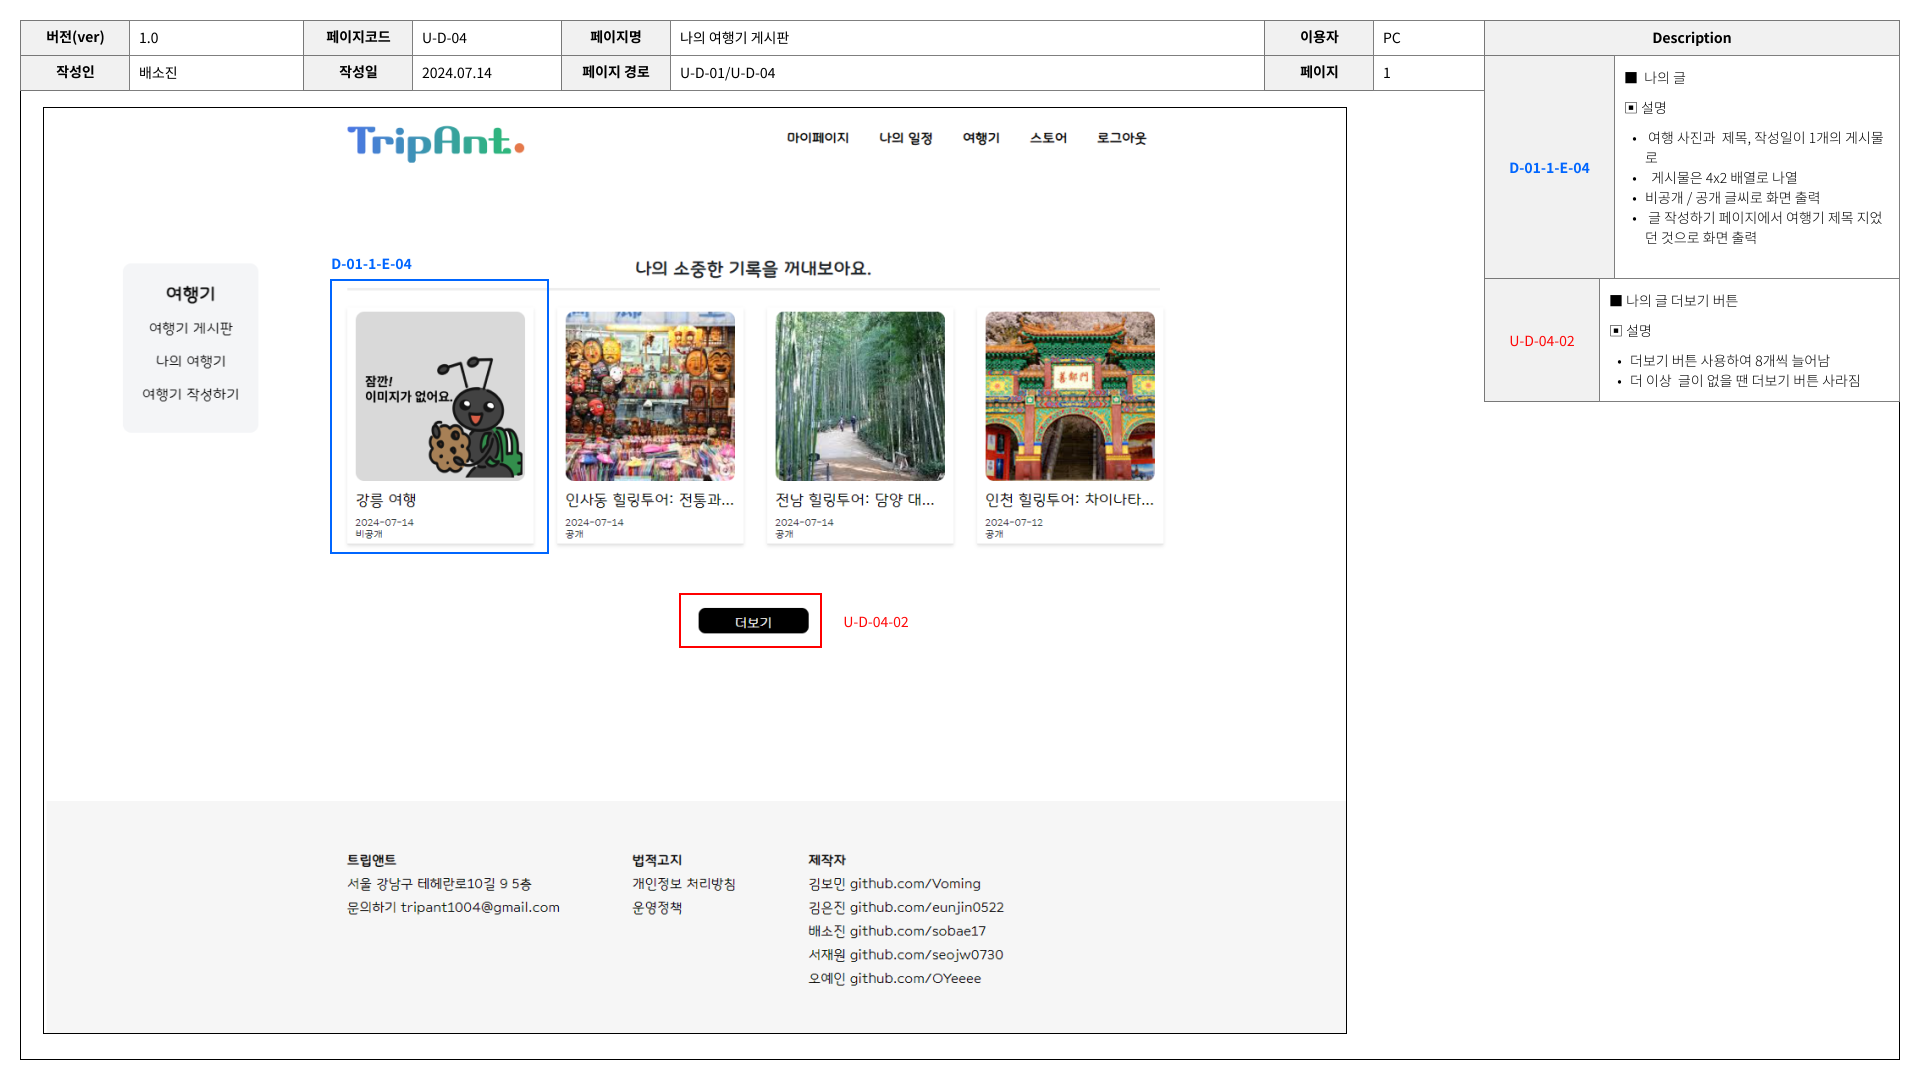 버전(ver) 1.0 페이지코드 U-D-04 페이지명 나의 여행기 게시판 이용자 PC
작성인 배소진 작성일 2024.07.14 페이지 경로 U-D-01/U-D-04 페이지 1
TripAnt.
마이페이지 나의 일정 여행기 스토어 로그아웃
여행기
여행기 게시판
나의 여행기
여행기 작성하기
D-01-1-E-04
나의 소중한 기록을 꺼내보아요.
잠깐!
이미지가 없어요.
강릉 여행
2024-07-14
비공개
인사동 힐링투어: 전통과...
2024-07-14
공개
전남 힐링투어: 담양 대...
2024-07-14
공개
善鄰門
인천 힐링투어: 차이나타...
2024-07-12
공개
더보기
U-D-04-02
트립앤트
서울 강남구 테헤란로10길 9 5층
문의하기 tripant1004@gmail.com
법적고지
개인정보 처리방침
운영정책
제작자
김보민 github.com/Voming
김은진 github.com/eunjin0522
배소진 github.com/sobae17
서재원 github.com/seojw0730
오예인 github.com/OYeeee
Description
D-01-1-E-04
■ 나의 글
▣ 설명
• 여행 사진과 제목, 작성일이 1개의 게시물
로
• 게시물은 4x2 배열로 나열
• 비공개 / 공개 글씨로 화면 출력
• 글 작성하기 페이지에서 여행기 제목 지었
던 것으로 화면 출력
U-D-04-02
■ 나의 글 더보기 버튼
▣ 설명
• 더보기 버튼 사용하여 8개씩 늘어남
• 더 이상 글이 없을 땐 더보기 버튼 사라짐